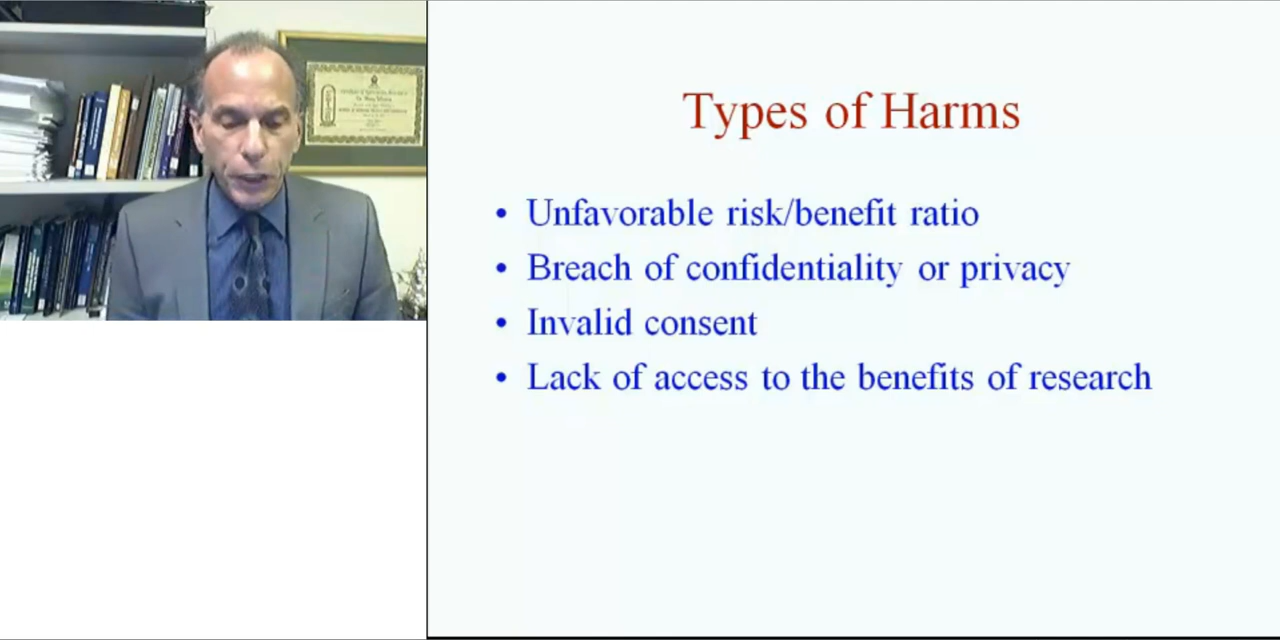 Types of Harms
• Unfavorable risk/benefit ratio
• Breach of confidentiality or privacy
• Invalid consent
• Lack of access to the benefits of research